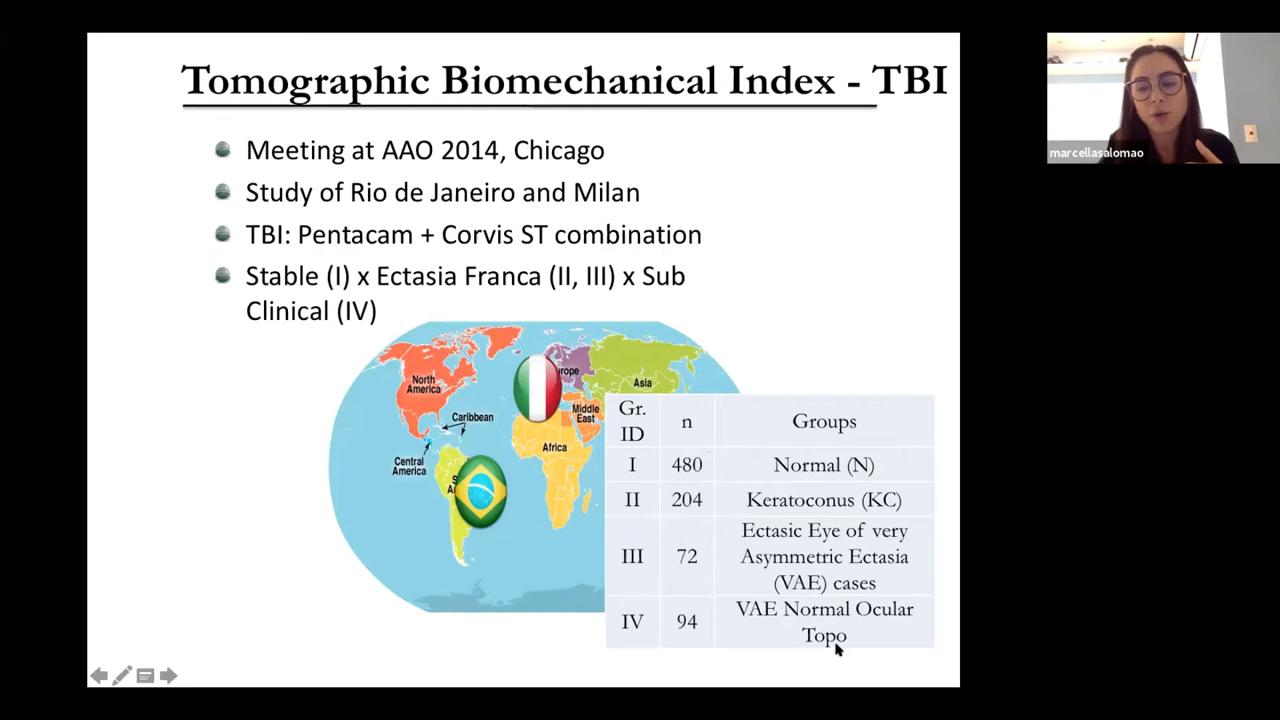 Tomographic Biomechanical Index - TBI
Meeting at AAO 2014, Chicago
Study of Rio de Janeiro and Milan
TBI: Pentacam + Corvis ST combination
Stable (I) x Ectasia Franca (II, III) x Sub
Clinical (IV)
North
America
Caribbean
Central
America
urope
Asia
Middle
East
Africa
S
A
Gr.
ID
n
Groups
I
480
Normal (N)
II
204
Keratoconus (KC)
III
72
Ectasic Eye of very
Asymmetric Ectasia
(VAE) cases
IV
94
VAE Normal Ocular
Topo
marcellasalomao